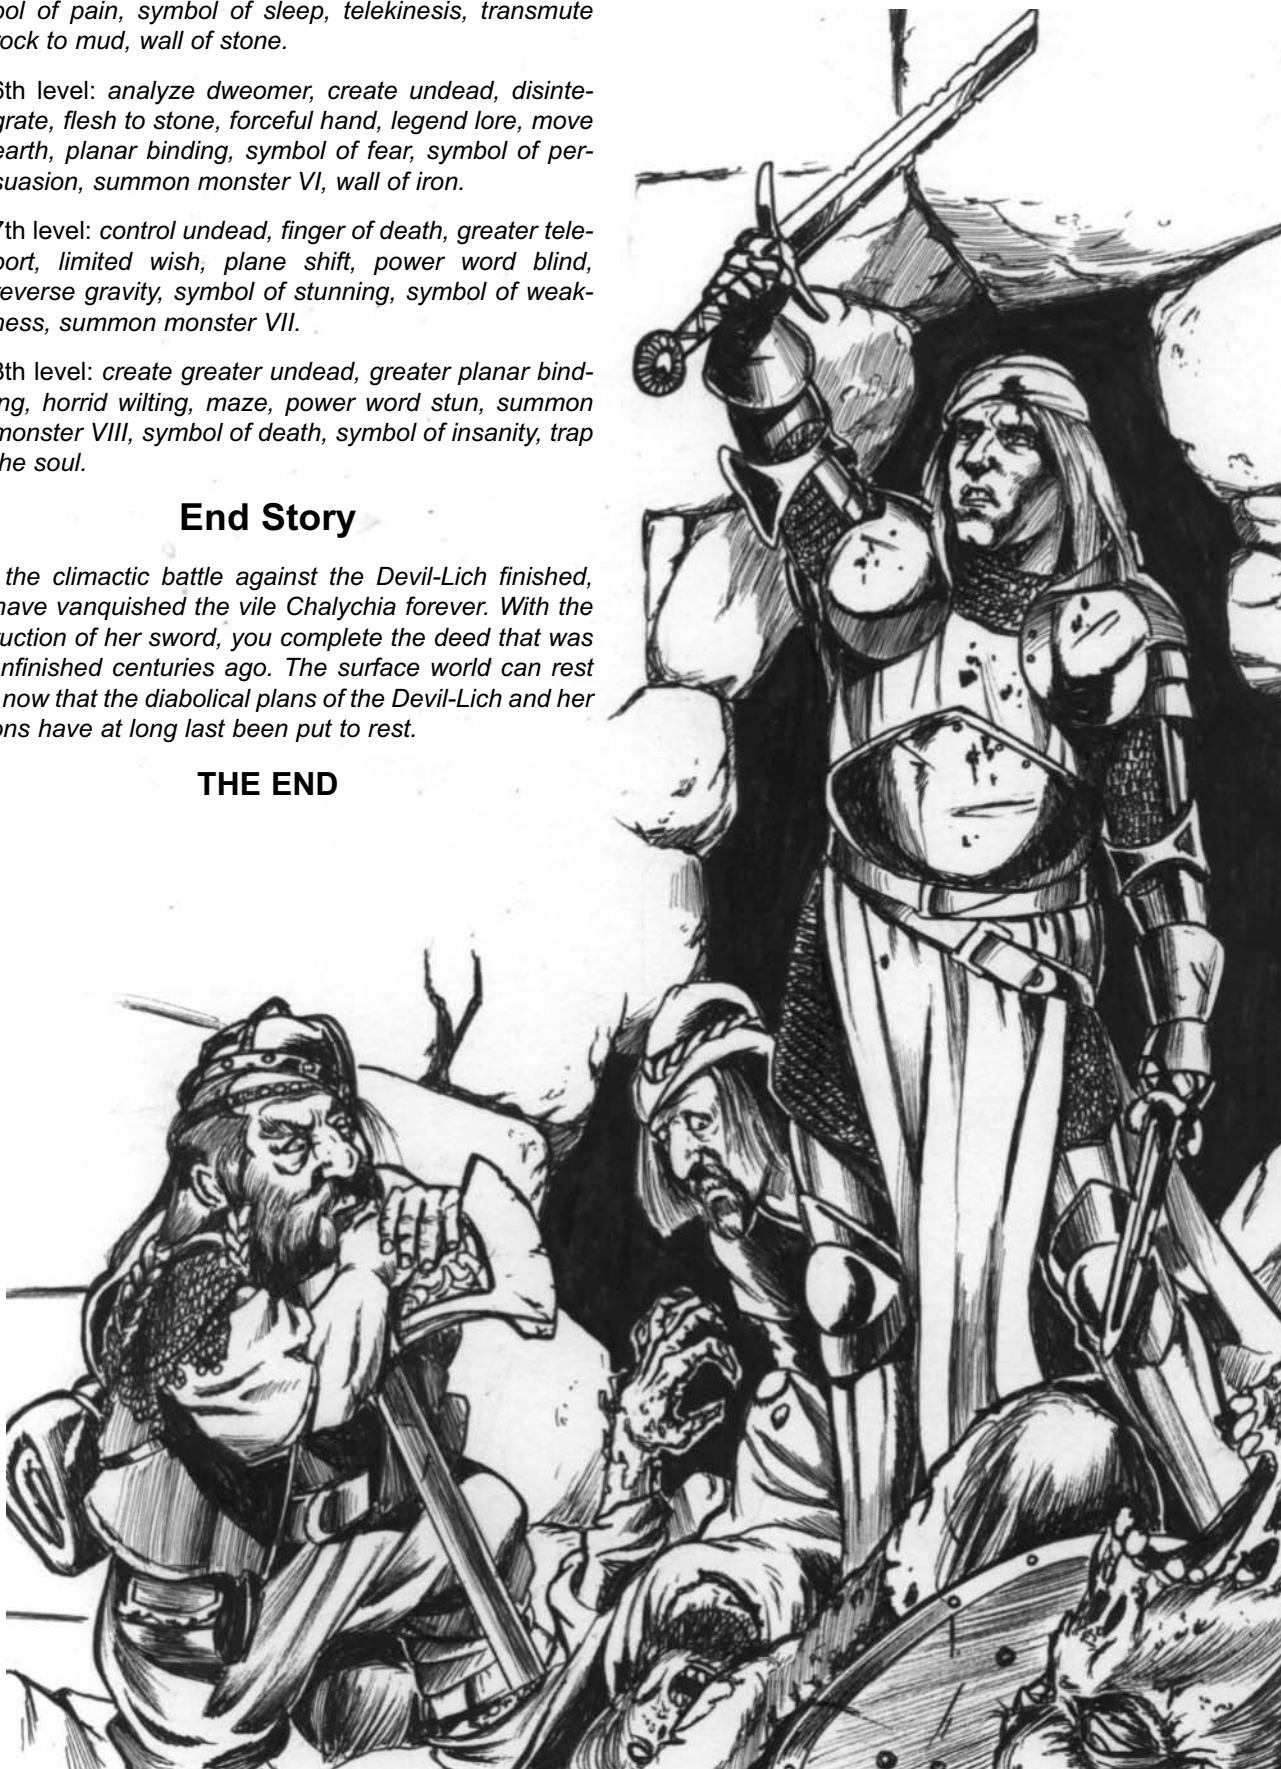 ol of pain, symbol of sleep, telekinesis, transmute
ock to mud, wall of stone.
6th level: analyze dweomer, create undead, disinte-
grate, flesh to stone, forceful hand, legend lore, move
earth, planar binding, symbol of fear, symbol of per-
suasion, summon monster VI, wall of iron.
7th level: control undead, finger of death, greater tele-
port, limited wish, plane shift, power word blind,
reverse gravity, symbol of stunning, symbol of weak-
ness, summon monster VII.
8th level: create greater undead, greater planar bind-
ng, horrid wilting, maze, power word stun, summon
monster VIII, symbol of death, symbol of insanity, trap
he soul.
End Story
the climactic battle against the Devil-Lich finished,
have vanquished the vile Chalychia forever. With the
uction of her sword, you complete the deed that was
nfinished centuries ago. The surface world can rest
now that the diabolical plans of the Devil-Lich and her
ons have at long last been put to rest.
THE END